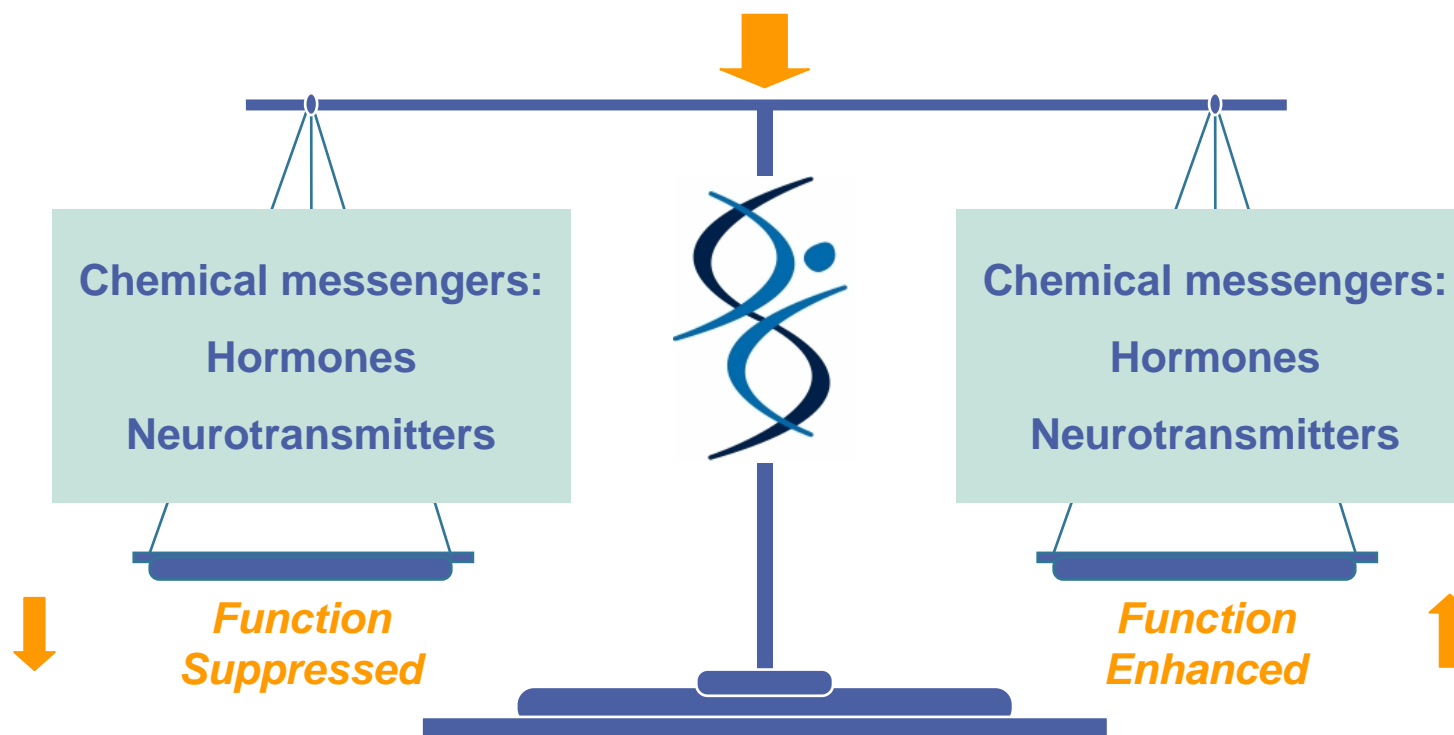 Chemical messengers:
Hormones
Neurotransmitters
Function
Suppressed
Chemical messengers:
Hormones
Neurotransmitters
Function
Enhanced